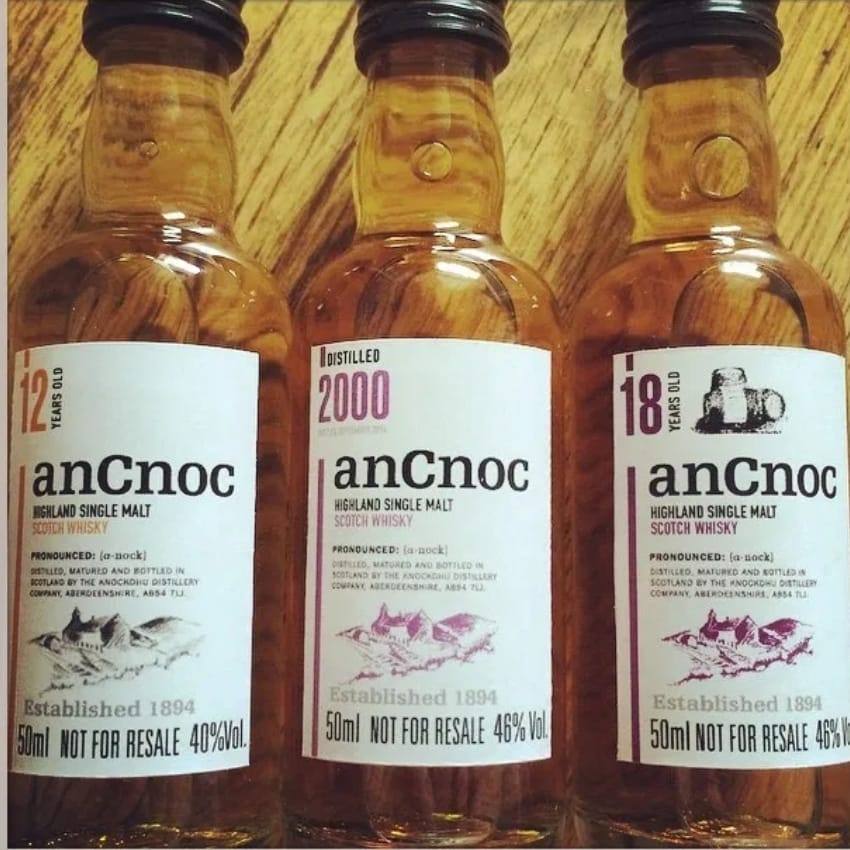 12
YEARS OLD
anCnoc
HIGHLAND SINGLE MALT
SCOTCH WHISKY
PRONOUNCED: {a-nock}
DISTILLED, MATURED AND BOTTLED IN
SCOTLAND BY THE KNOCKDHU DISTILLERY
COMPANY, ABERDEENSHIRE, AB54 7LJ.
Established 1894
50ml NOT FOR RESALE 40%Vol.
DISTILLED
2000
anCnoc
HIGHLAND SINGLE MALT
SCOTCH WHISKY
PRONOUNCED: {a-nock}
DISTILLED, MATURED AND BOTTLED IN
SCOTLAND BY THE KNOCKDHU DISTILLERY
COMPANY, ABERDEENSHIRE, AB54 7LJ.
Established 1894
50ml NOT FOR RESALE 46% Vol.
18
YEARS OLD
anCnoc
HIGHLAND SINGLE MALT
SCOTCH WHISKY
PRONOUNCED: {a-nock}
DISTILLED, MATURED AND BOTTLED IN
SCOTLAND BY THE KNOCKDHU DISTILLERY
COMPANY, ABERDEENSHIRE, AB54 7LJ.
Established 1894
50ml NOT FOR RESALE 46% Vo